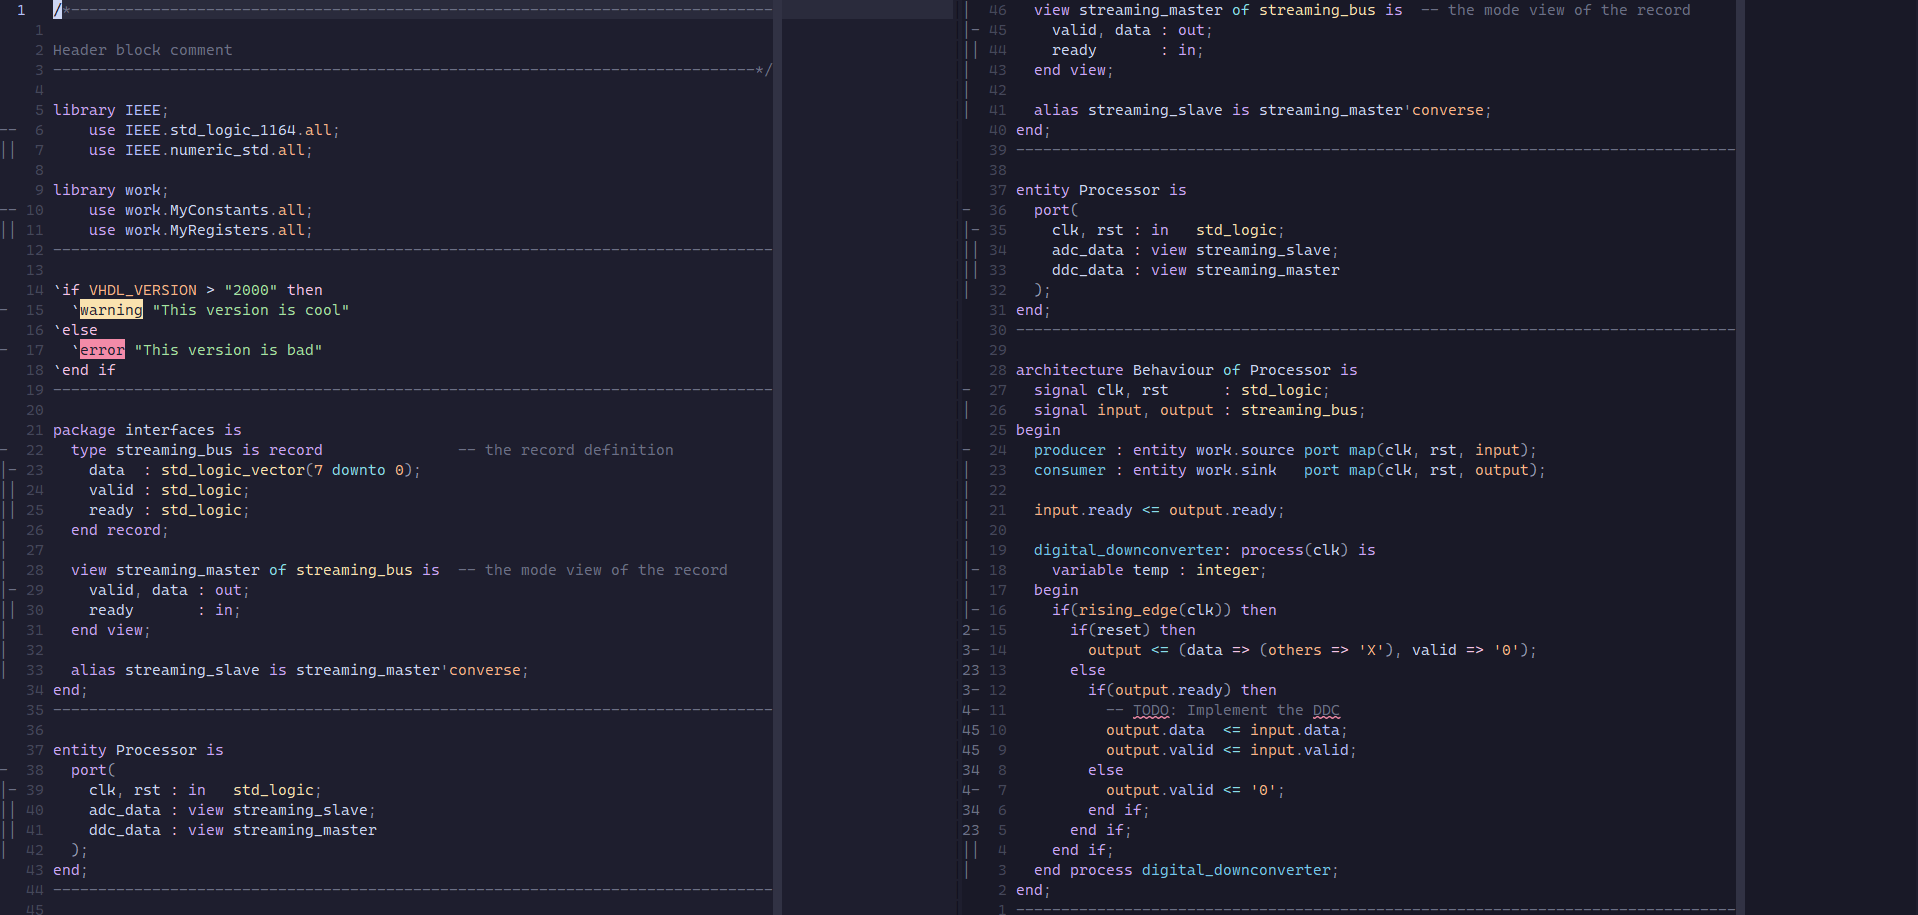 1 /*------------------------------------------------------------------------------
1
2 Header block comment
3 ------------------------------------------------------------------------------*/
4
5 library IEEE;
6     use IEEE.std_logic_1164.all;
7     use IEEE.numeric_std.all;
8
9 library work;
10     use work.MyConstants.all;
11     use work.MyRegisters.all;
12 --------------------------------------------------------------------------------
13
14 `if VHDL_VERSION > "2000" then
15   `warning "This version is cool"
16 `else
17   `error "This version is bad"
18 `end if
19 --------------------------------------------------------------------------------
20
21 package interfaces is
22   type streaming_bus is record               -- the record definition
23     data  : std_logic_vector(7 downto 0);
24     valid : std_logic;
25     ready : std_logic;
26   end record;
27
28   view streaming_master of streaming_bus is  -- the mode view of the record
29     valid, data : out;
30     ready       : in;
31   end view;
32
33   alias streaming_slave is streaming_master'converse;
34 end;
35 --------------------------------------------------------------------------------
36
37 entity Processor is
38   port(
39     clk, rst : in   std_logic;
40     adc_data : view streaming_slave;
41     ddc_data : view streaming_master
42   );
43 end;
44 --------------------------------------------------------------------------------
45
46   view streaming_master of streaming_bus is  -- the mode view of the record
45     valid, data : out;
44     ready       : in;
43   end view;
42
41   alias streaming_slave is streaming_master'converse;
40 end;
39 --------------------------------------------------------------------------------
38
37 entity Processor is
36   port(
35     clk, rst : in   std_logic;
34     adc_data : view streaming_slave;
33     ddc_data : view streaming_master
32   );
31 end;
30 --------------------------------------------------------------------------------
29
28 architecture Behaviour of Processor is
27   signal clk, rst      : std_logic;
26   signal input, output : streaming_bus;
25 begin
24   producer : entity work.source port map(clk, rst, input);
23   consumer : entity work.sink   port map(clk, rst, output);
22
21   input.ready <= output.ready;
20
19   digital_downconverter: process(clk) is
18     variable temp : integer;
17   begin
16     if(rising_edge(clk)) then
2- 15       if(reset) then
3- 14         output <= (data => (others => 'X'), valid => '0');
23 13       else
3- 12         if(output.ready) then
4- 11           -- TODO: Implement the DDC
45 10           output.data  <= input.data;
45 9           output.valid <= input.valid;
34 8         else
4- 7           output.valid <= '0';
34 6         end if;
23 5       end if;
4     end if;
3   end process digital_downconverter;
2 end;
1 --------------------------------------------------------------------------------